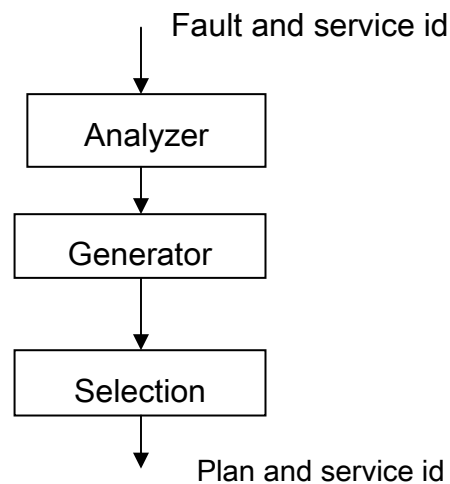 Fault and service id
Analyzer
Generator
Selection
Plan and service id